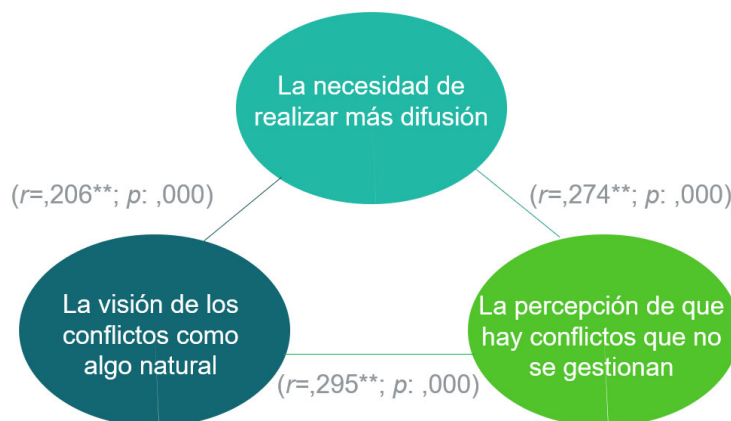 La necesidad de
realizar más difusión
(r=,206**; p: ,000)
(r=,274**; p: ,000)
La visión de los
conflictos como
algo natural
La percepción de que
hay conflictos que no
se gestionan
(r=,295**; p: ,000)